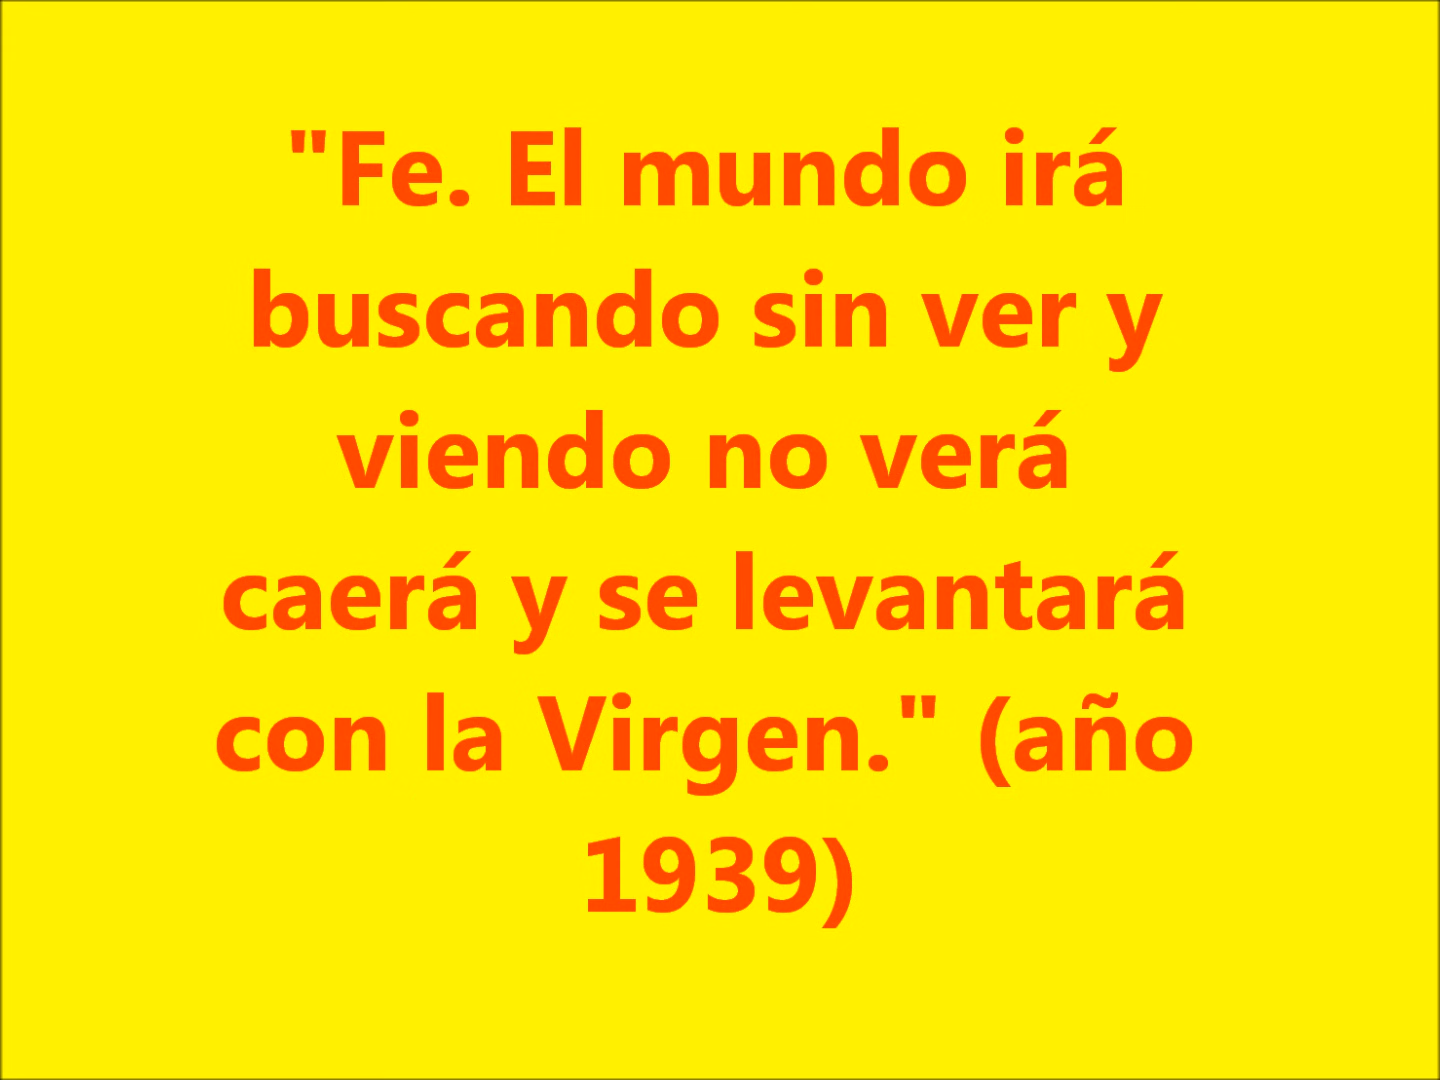 "Fe. El mundo irá
buscando sin ver y
viendo no verá
caerá y se levantará
con la Virgen." (año
1939)